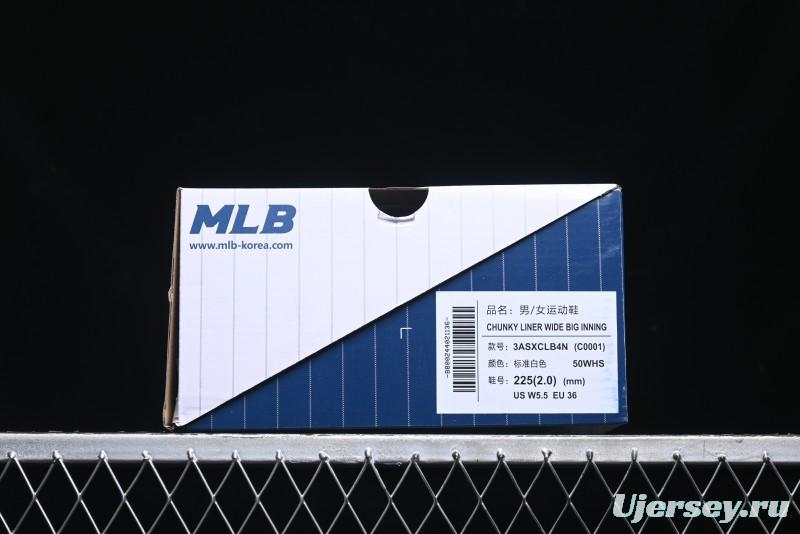 MLB
www.mlb-korea.com
品名: 男/女运动鞋
CHUNKY LINER WIDE BIG INNING
款号: 3ASXCLB4N (C0001)
颜色: 标准白色 50WHS
鞋号: 225(2.0) (mm)
US W5.5 EU 36
-8800244021136-
Ujersey.ru